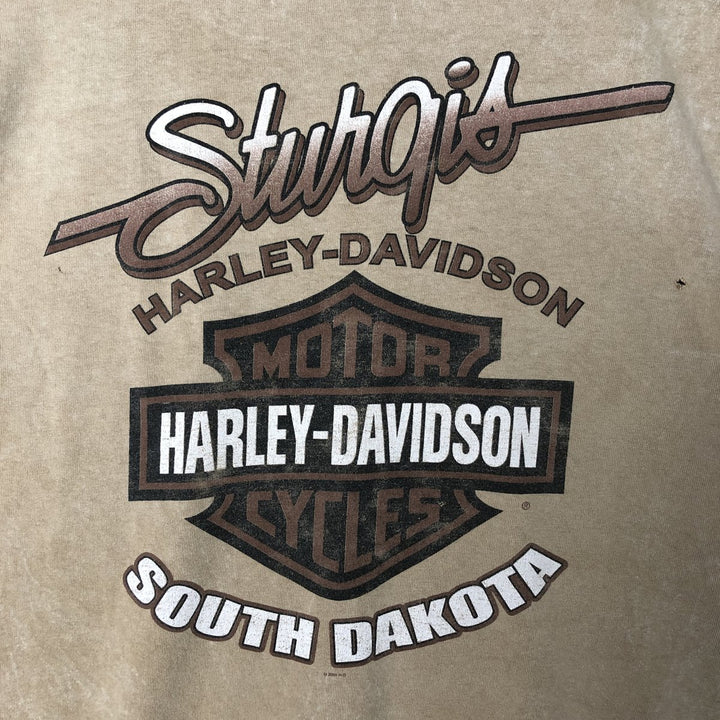 Sturgis
HARLEY-DAVIDSON
MOTOR
HARLEY-DAVIDSON
CYCLES
®
SOUTH DAKOTA